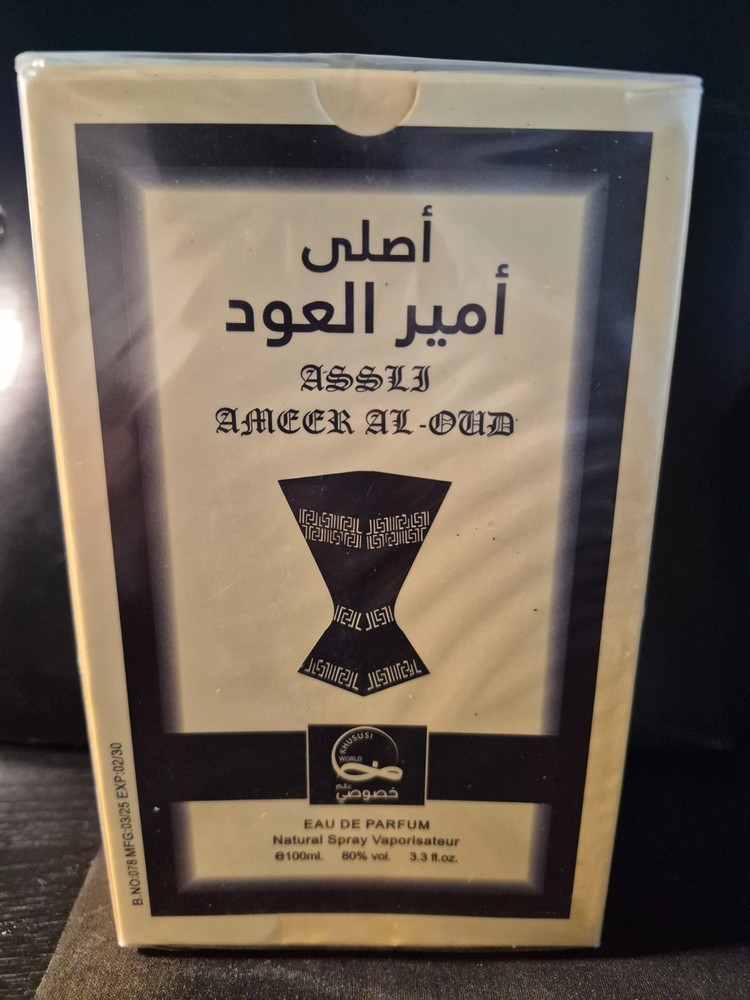 أصلي
أمير العود
ASSLI
AMEER AL-OUD
KHUSUSI
WORLD
عالم
خصوصي
EAU DE PARFUM
Natural Spray Vaporisateur
℮100ml. 80% vol. 3.3 fl.oz.
B.NO:078 MFG:03/25 EXP:02/30